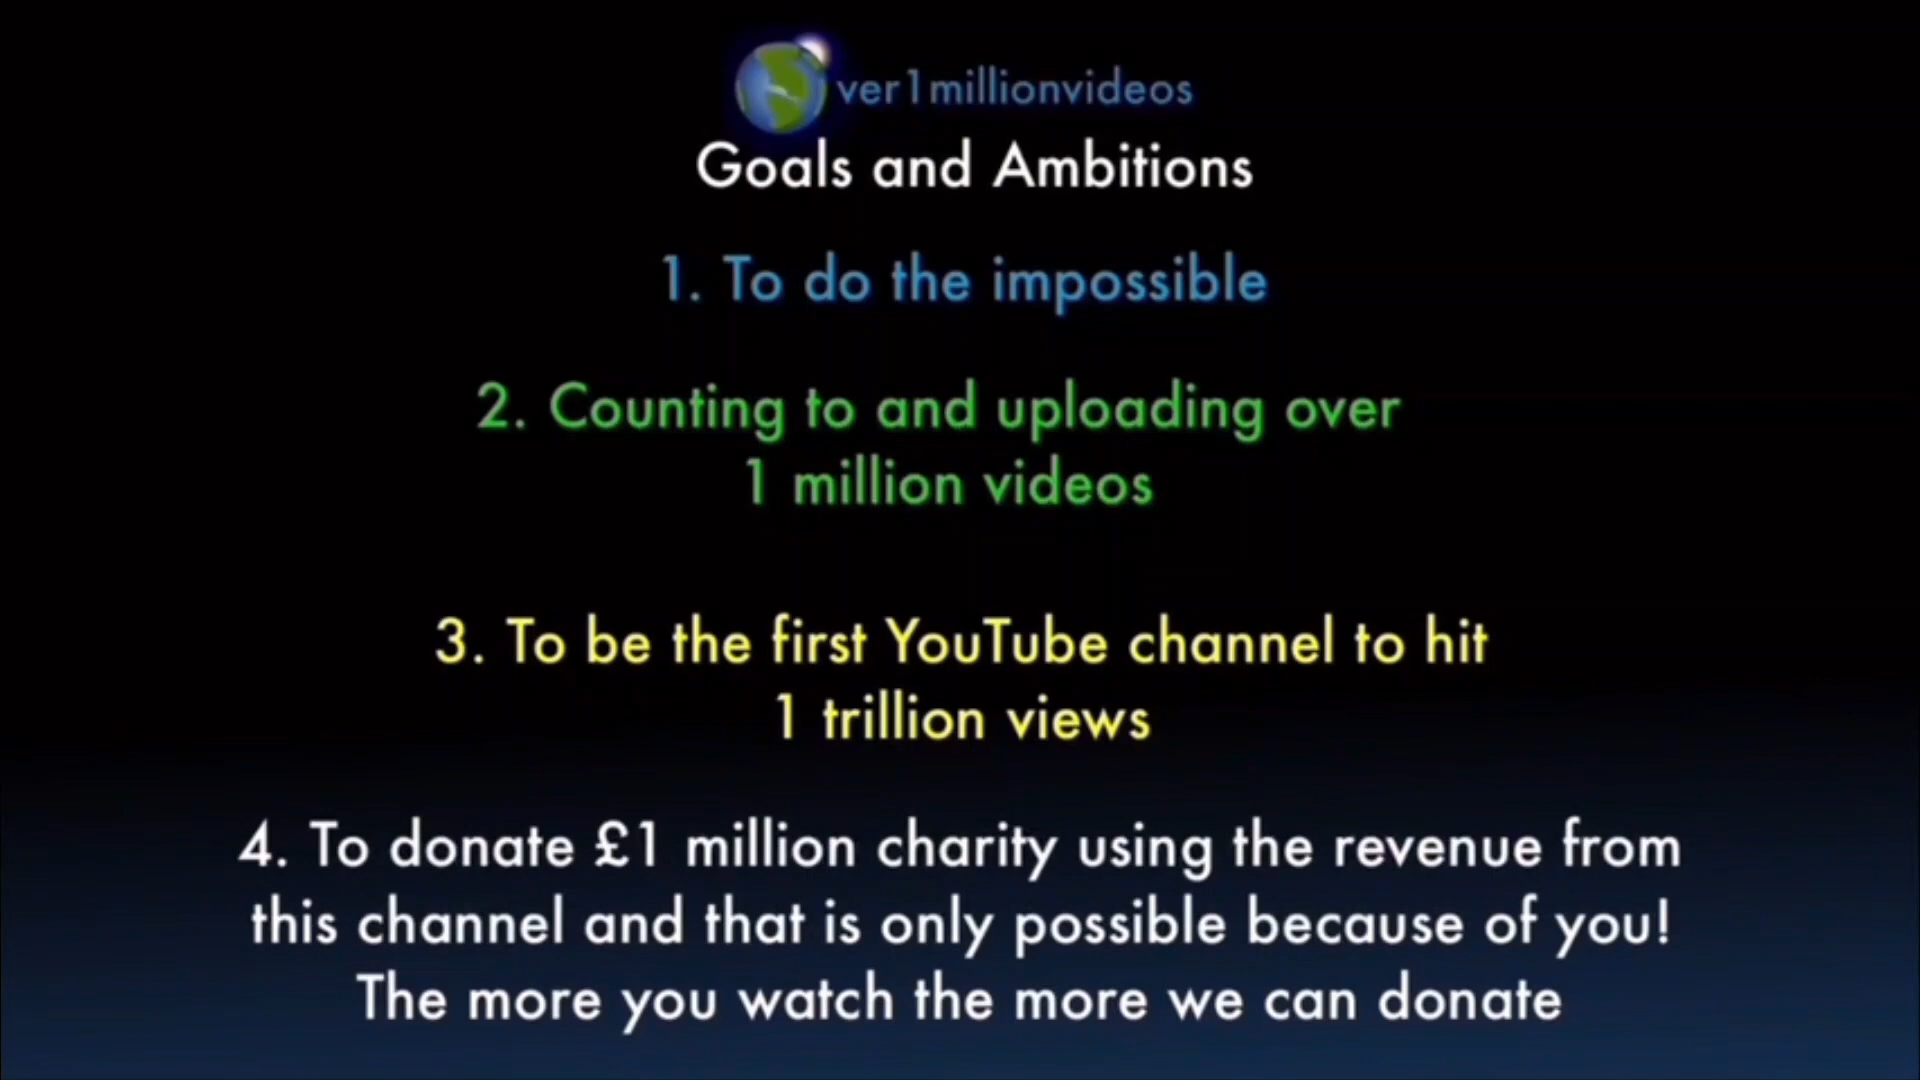 ver1millionvideos
Goals and Ambitions
1. To do the impossible
2. Counting to and uploading over
1 million videos
3. To be the first YouTube channel to hit
1 trillion views
4. To donate £1 million charity using the revenue from
this channel and that is only possible because of you!
The more you watch the more we can donate